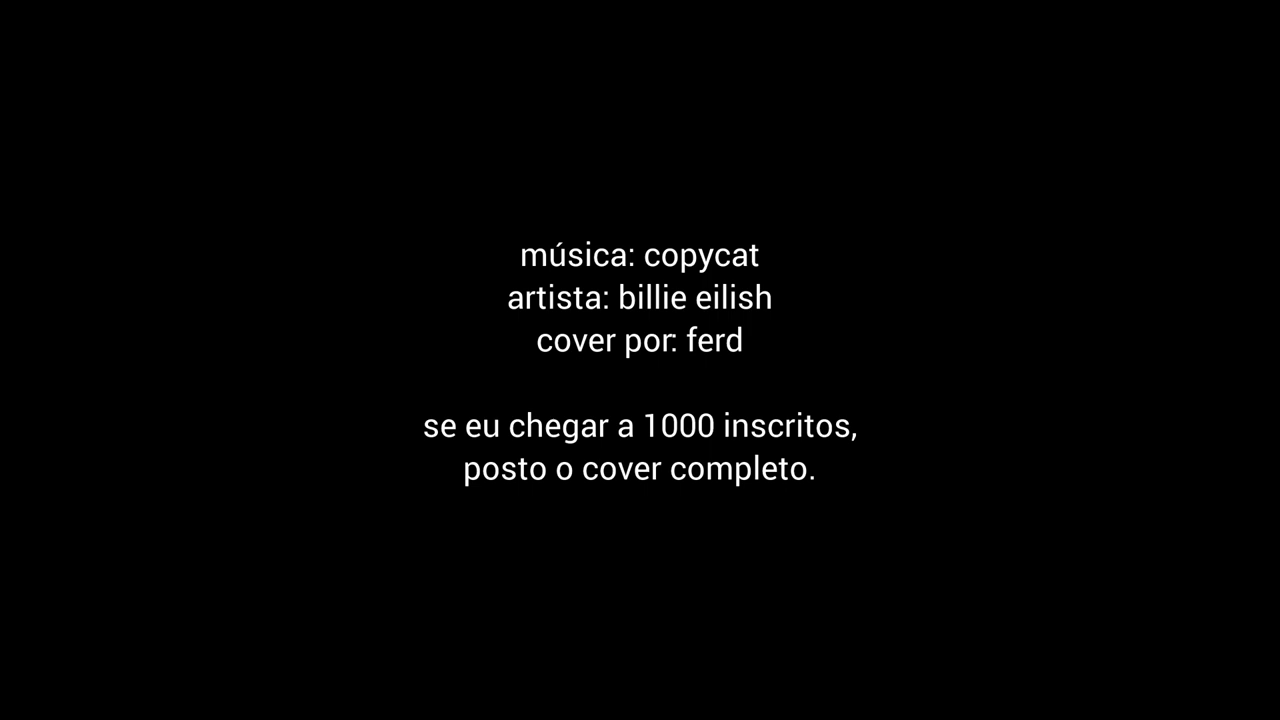 música: copycat
artista: billie eilish
cover por: ferd
se eu chegar a 1000 inscritos,
posto o cover completo.